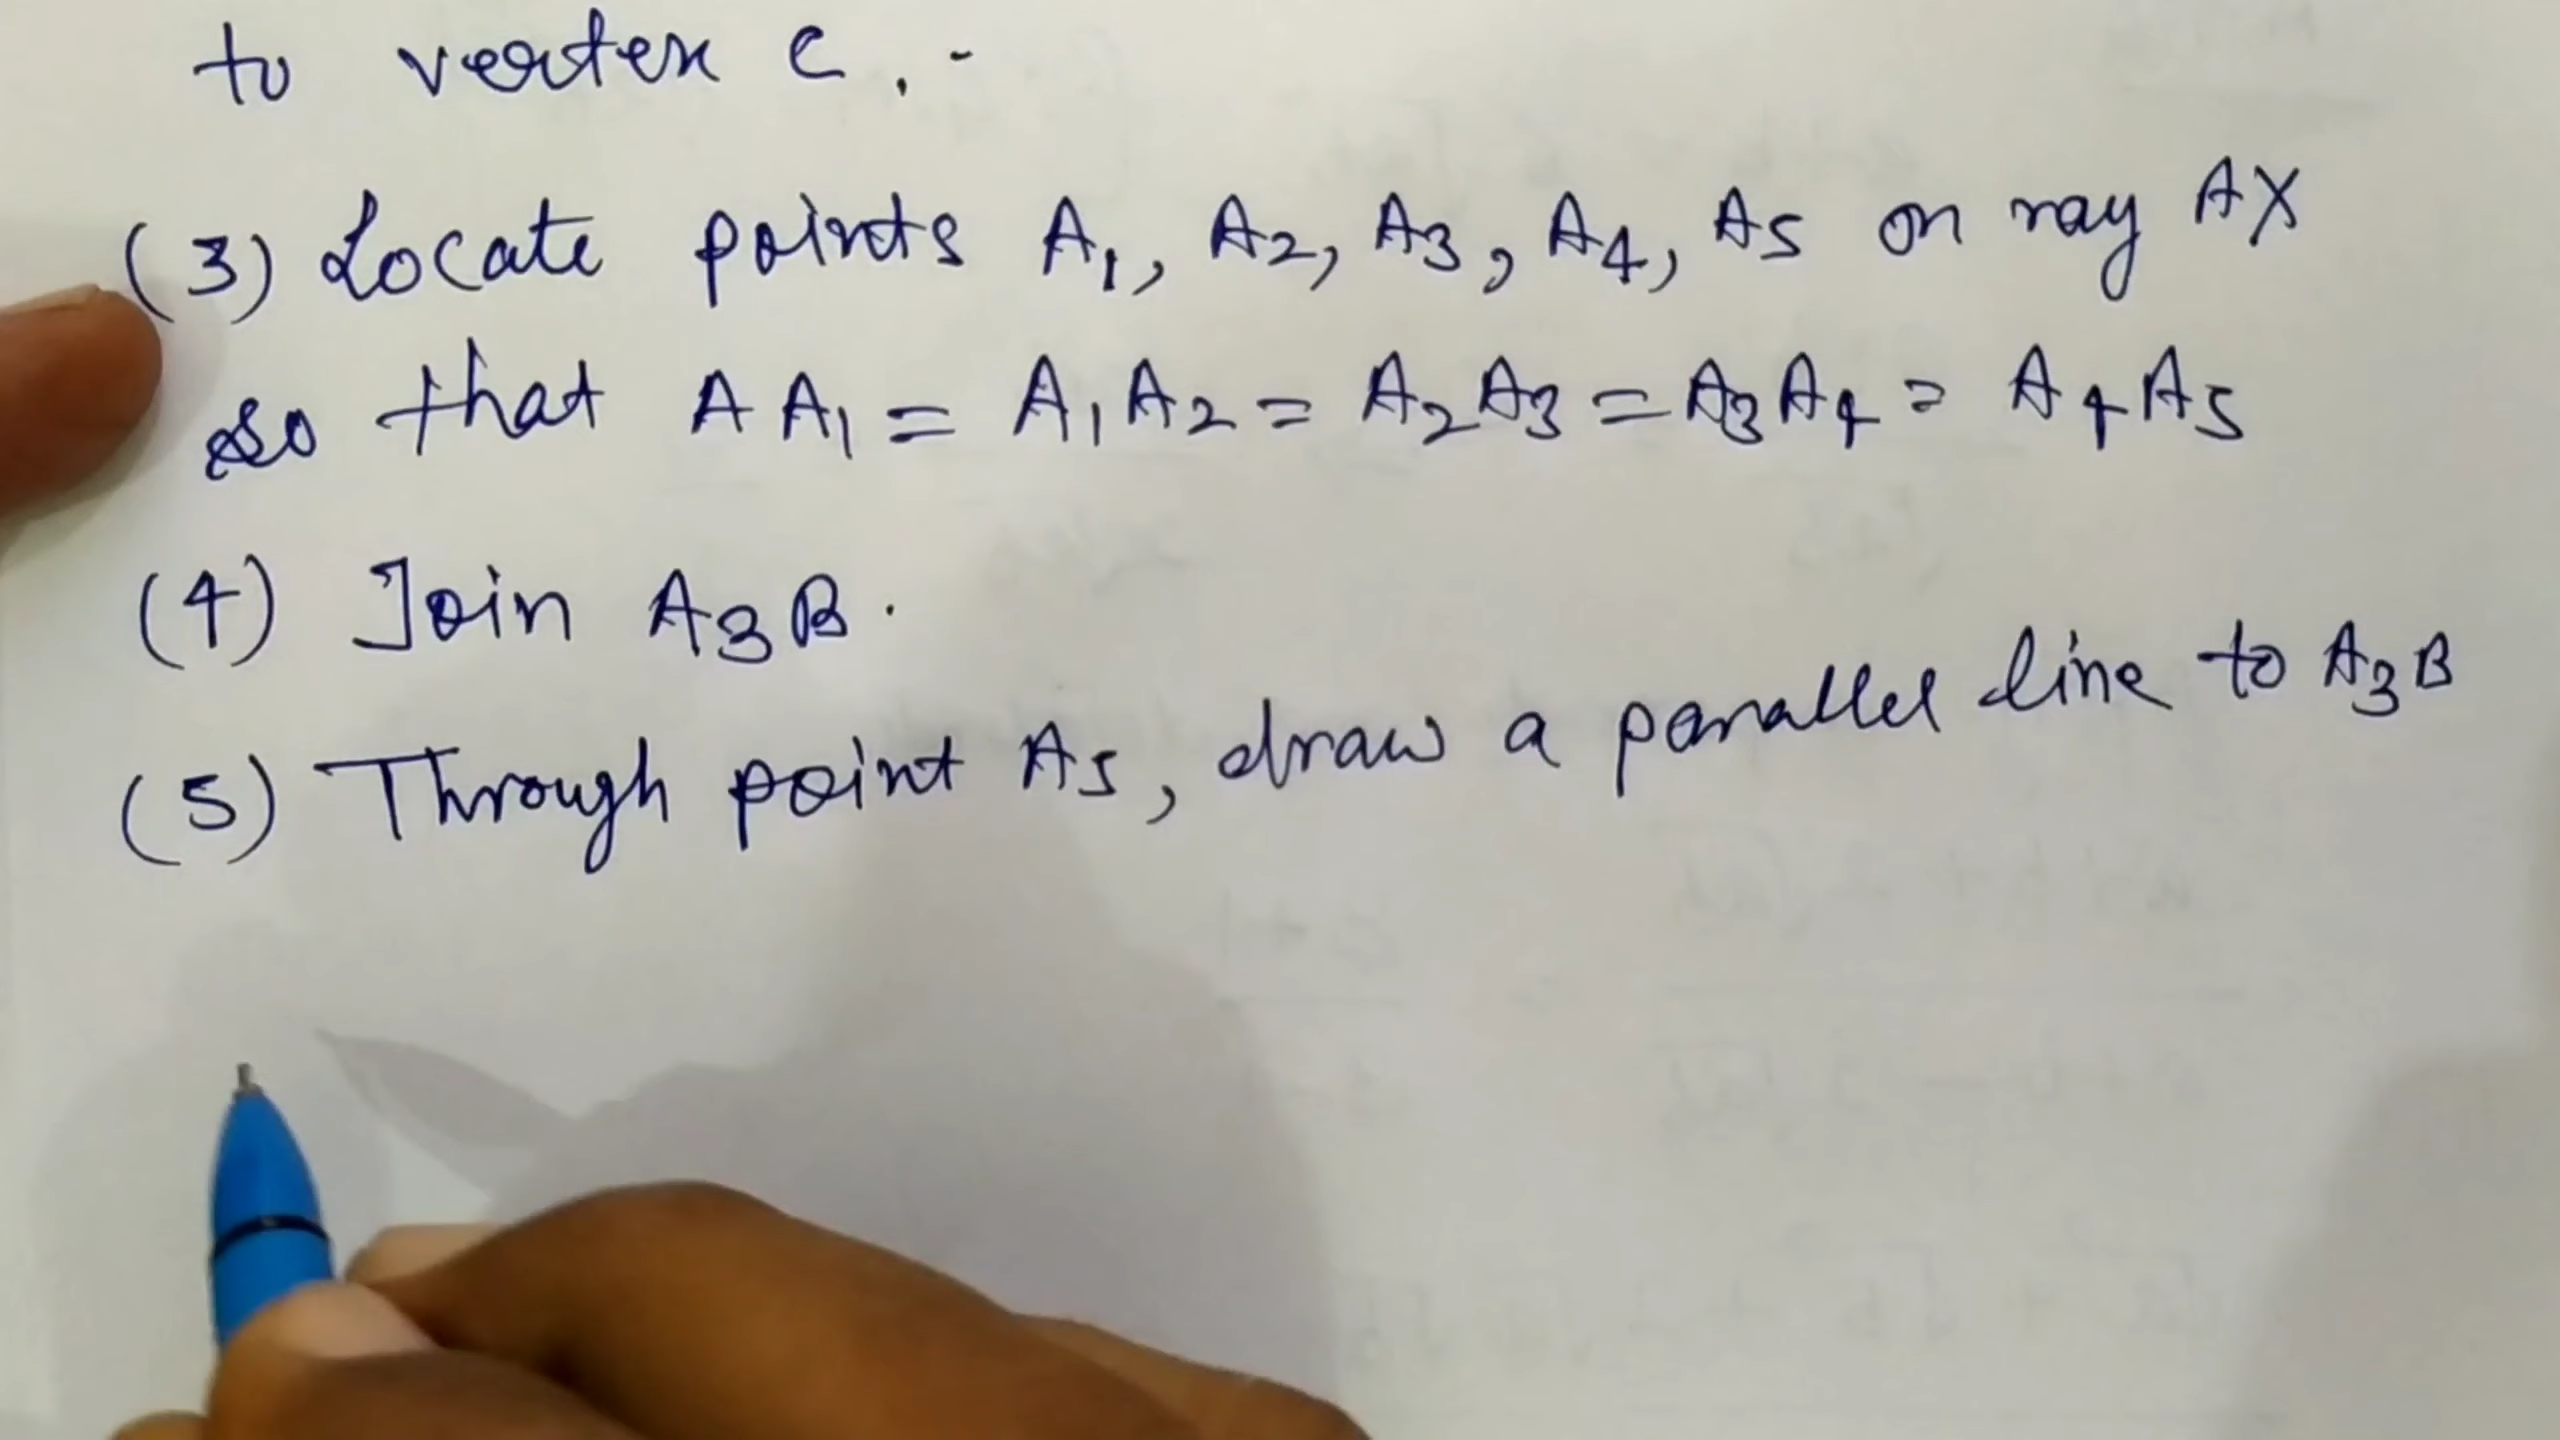 to vertex C.-
(3) Locate points A1, A2, A3, A4, A5 on ray AX
so that AA1 = A1A2 = A2A3 = A3A4 = A4A5
(4) Join A3B.
(5) Through point A5, draw a parallel line to A3B